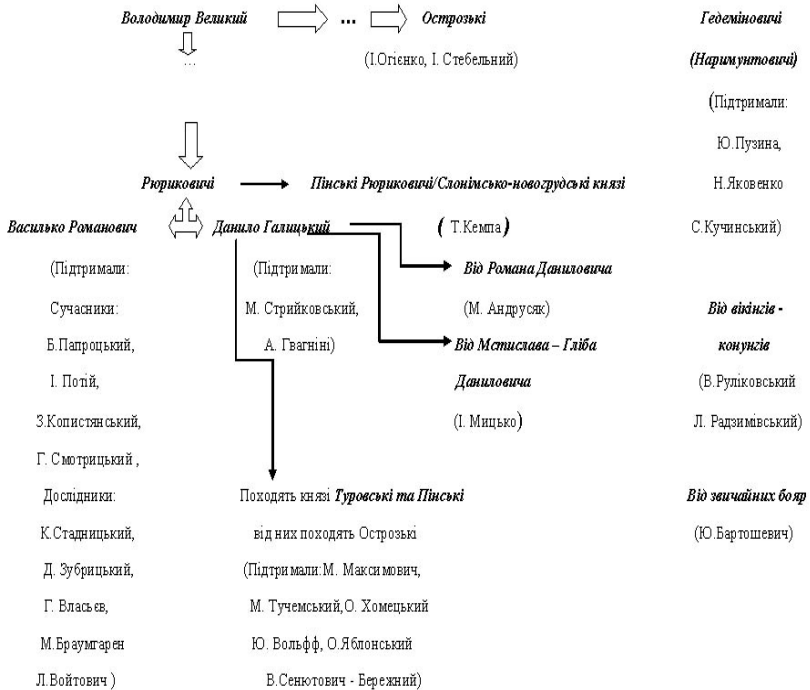 Володимир Великий ... Острозькі Гедеміновичі
... (І.Огієнко, І. Стебельний) (Наримунтовичі)
(Підтримали:
Ю.Пузина,
Рюриковичі Пінські Рюриковичі/Слонімсько-новогрудські князі Н.Яковенко
Василько Романович Данило Галицький ( Т.Кемпа ) С.Кучинський)
(Підтримали: (Підтримали: Від Романа Даниловича
Сучасники: М. Стрийковський, (М. Андрусяк) Від вікінгів -
Б.Папроцький, А. Гвагніні) Від Мстислава – Гліба конунгів
І. Потій, Даниловича (В.Руліковський
З.Копистянський, (І. Мицько) Л. Радзимівський)
Г. Смотрицький ,
Дослідники: Походять князі Туровські та Пінські Від звичайних бояр
К.Стадницький, від них походять Острозькі (Ю.Бартошевич)
Д. Зубрицький, (Підтримали:М. Максимович,
Г. Власьєв, М. Тучемський,О. Хомецький
М.Браумгарен Ю. Вольфф, О.Яблонський
Л.Войтович ) В.Сенютович - Бережний)